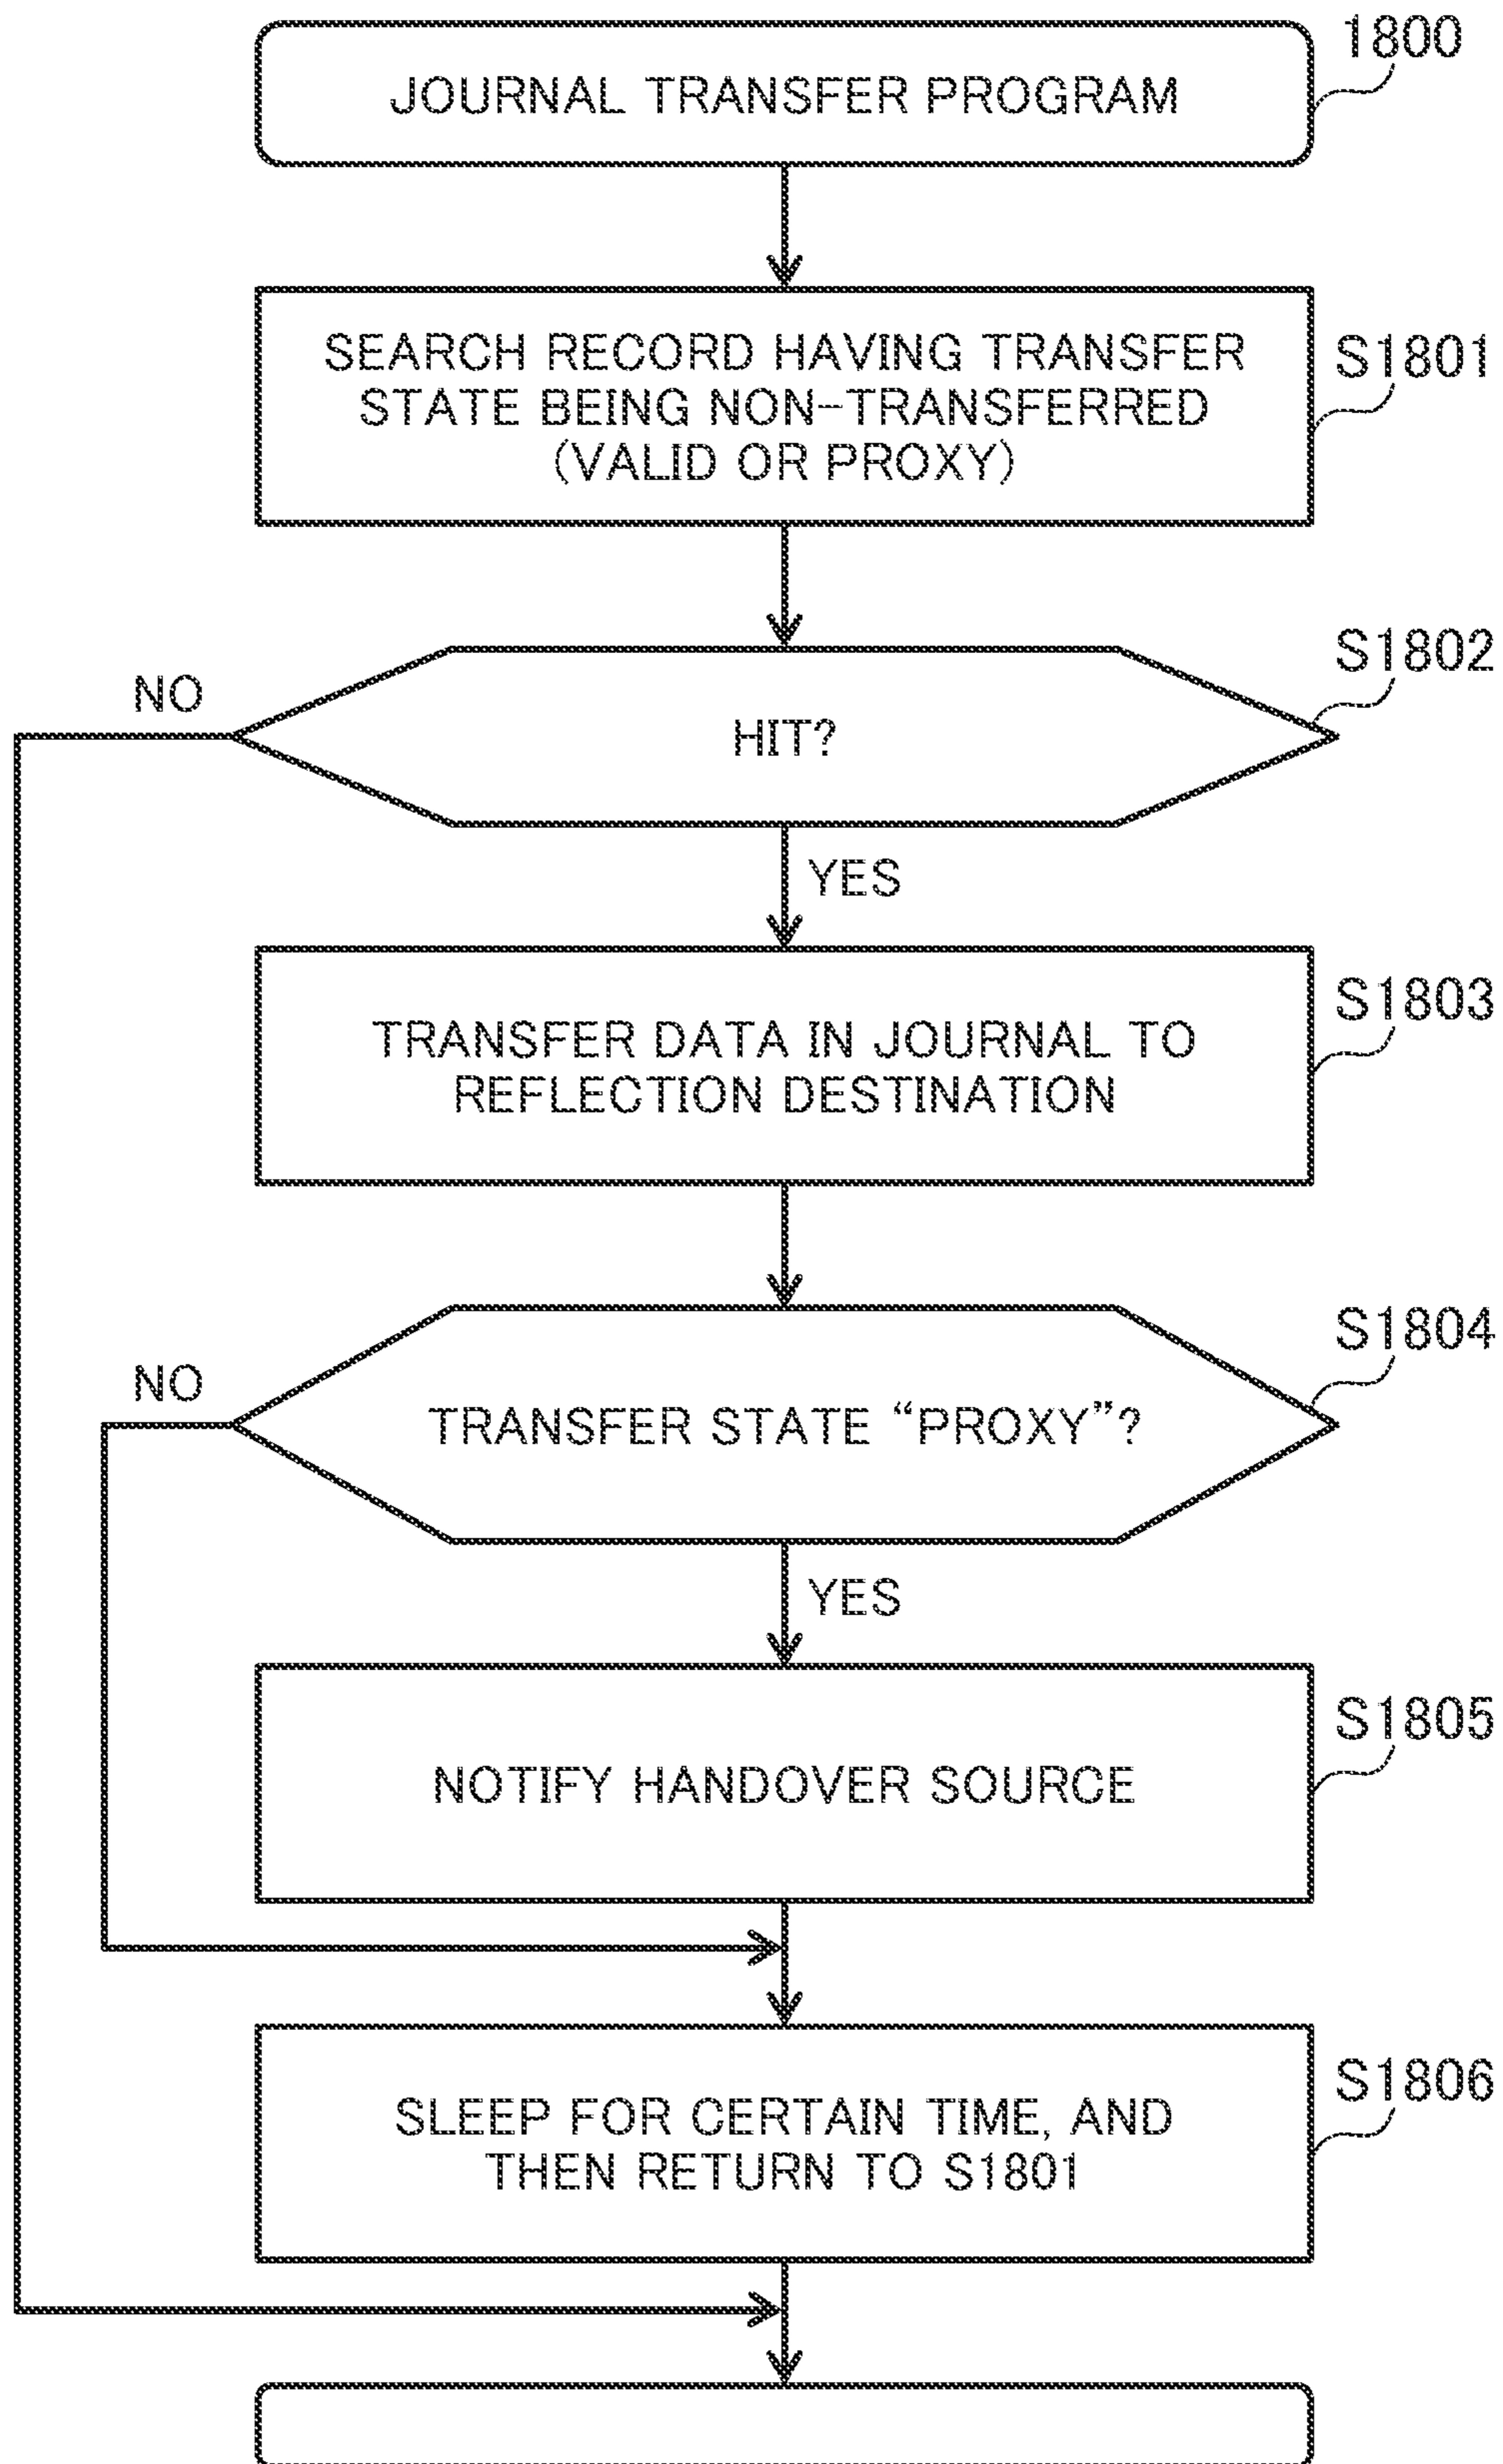 1800
JOURNAL TRANSFER PROGRAM
SEARCH RECORD HAVING TRANSFER
STATE BEING NON-TRANSFERRED
(VALID OR PROXY)
S1801
S1802
NO
HIT?
YES
TRANSFER DATA IN JOURNAL TO
REFLECTION DESTINATION
S1803
S1804
NO
TRANSFER STATE “PROXY”?
YES
NOTIFY HANDOVER SOURCE
S1805
SLEEP FOR CERTAIN TIME, AND
THEN RETURN TO S1801
S1806